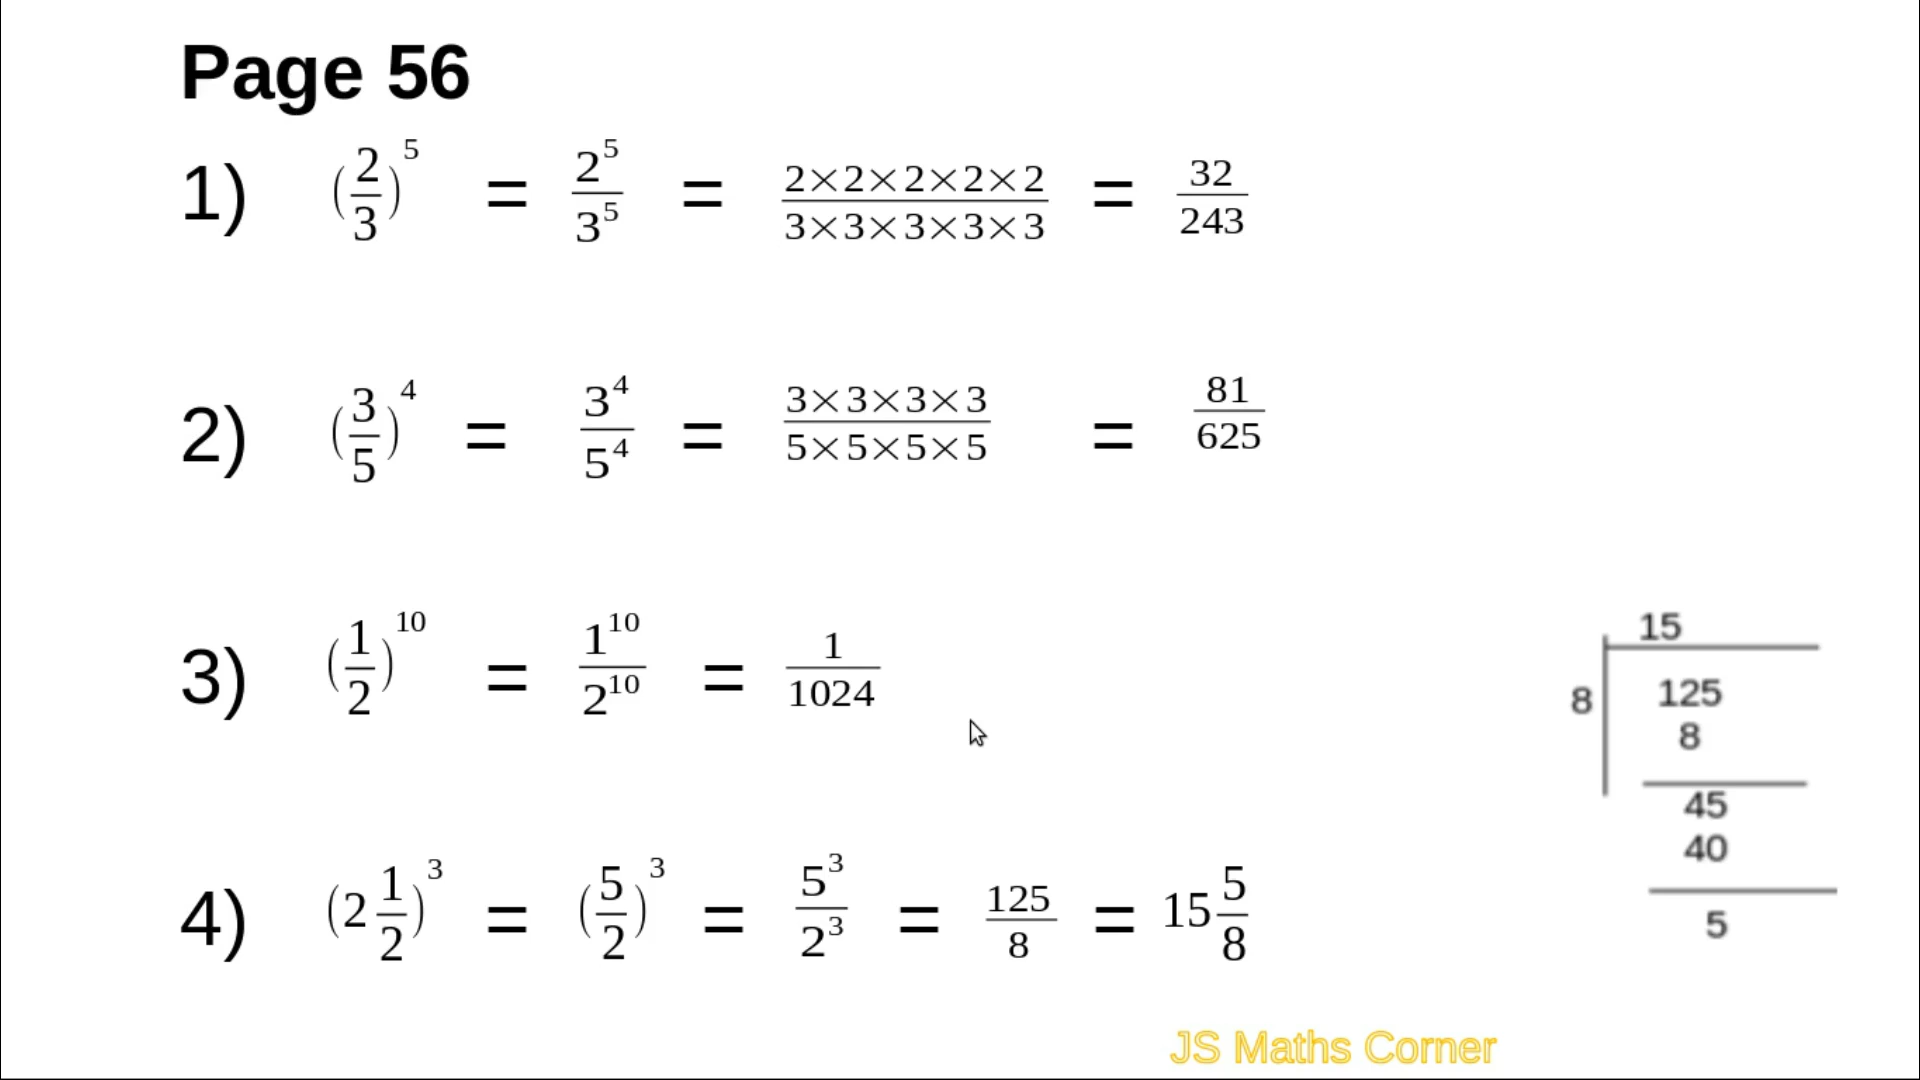 Page 56
1) (2/3)^5 = 2^5/3^5 = 2×2×2×2×2/3×3×3×3×3 = 32/243
2) (3/5)^4 = 3^4/5^4 = 3×3×3×3/5×5×5×5 = 81/625
3) (1/2)^10 = 1^10/2^10 = 1/1024
4) (2 1/2)^3 = (5/2)^3 = 5^3/2^3 = 125/8 = 15 5/8
15
8 125
8
45
40
5
JS Maths Corner